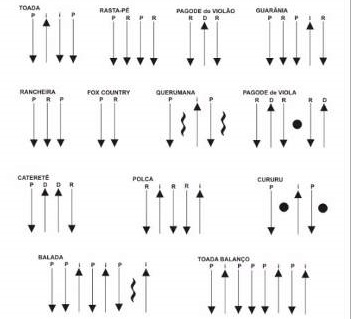 TOADA
P I I P
RASTA-PÉ
P R P R
PAGODE do VIOLÃO
R D R
GUARÂNIA
P R P I R
RANCHEIRA
P R P
FOX COUNTRY
P R
QUERUMANA
P I P
PAGODE de VIOLA
R D R R D
CATERETÊ
P D D R
POLCA
R I R R I
CURURU
P I P
BALADA
P P I P I P I
TOADA BALANÇO
P I P P P I P I